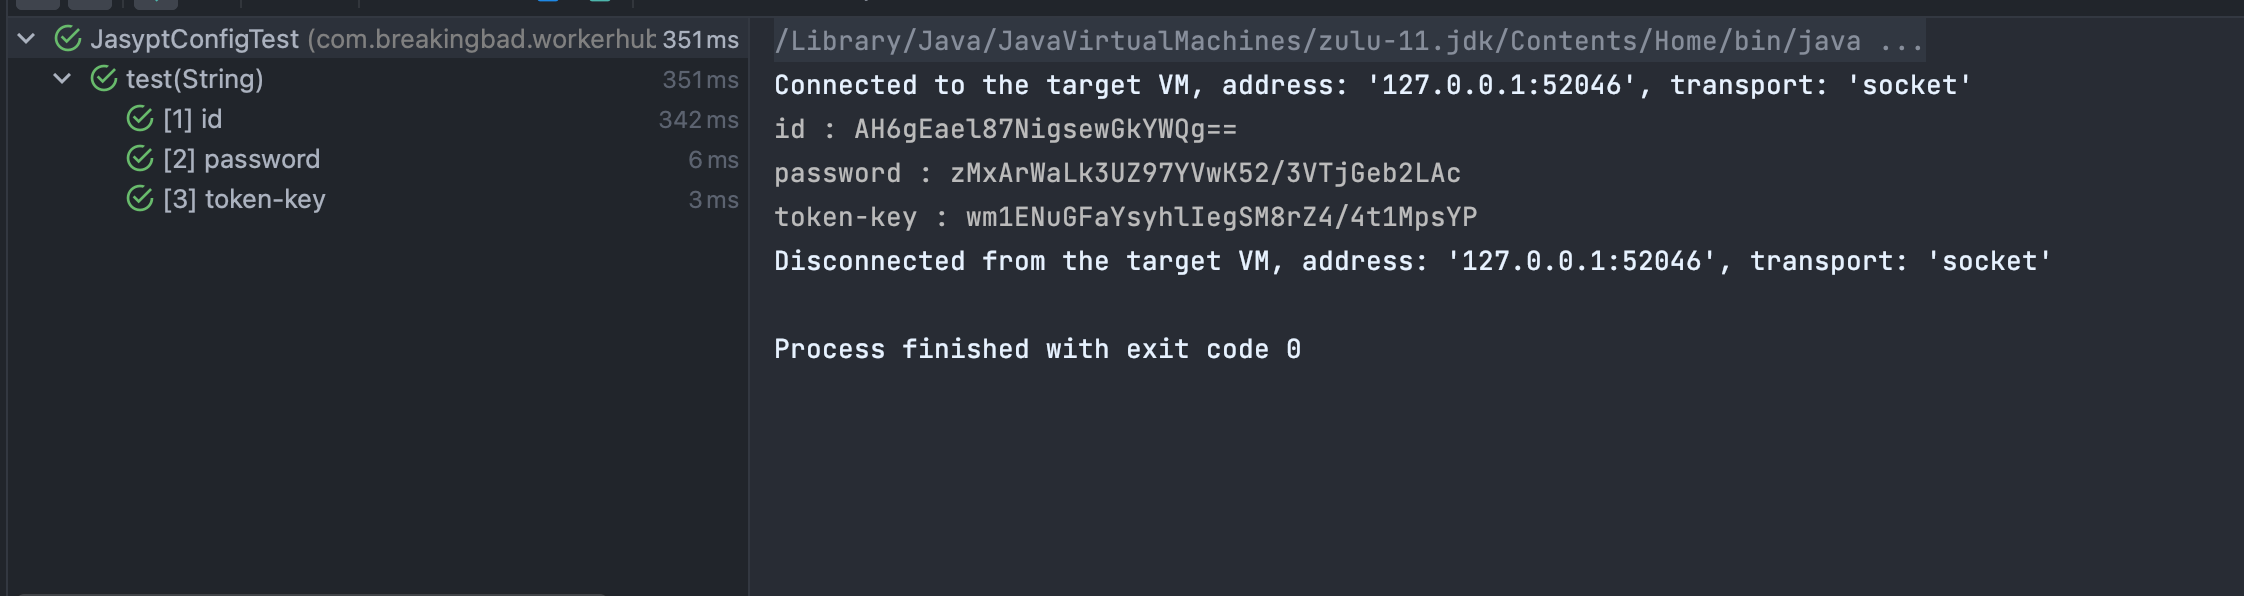 JasyptConfigTest (com.breakingbad.workerhub 351 ms
test(String) 351 ms
[1] id 342 ms
[2] password 6 ms
[3] token-key 3 ms
/Library/Java/JavaVirtualMachines/zulu-11.jdk/Contents/Home/bin/java ...
Connected to the target VM, address: '127.0.0.1:52046', transport: 'socket'
id : AH6gEael87NigsewGkYWQg==
password : zMxArWaLk3UZ97YVwK52/3VTjGeb2LAc
token-key : wm1ENuGFaYsyhlIegSM8rZ4/4t1MpsYP
Disconnected from the target VM, address: '127.0.0.1:52046', transport: 'socket'
Process finished with exit code 0